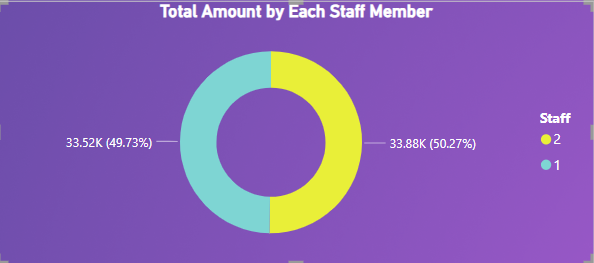 Total Amount by Each Staff Member
33.52K (49.73%)
33.88K (50.27%)
Staff
2
1